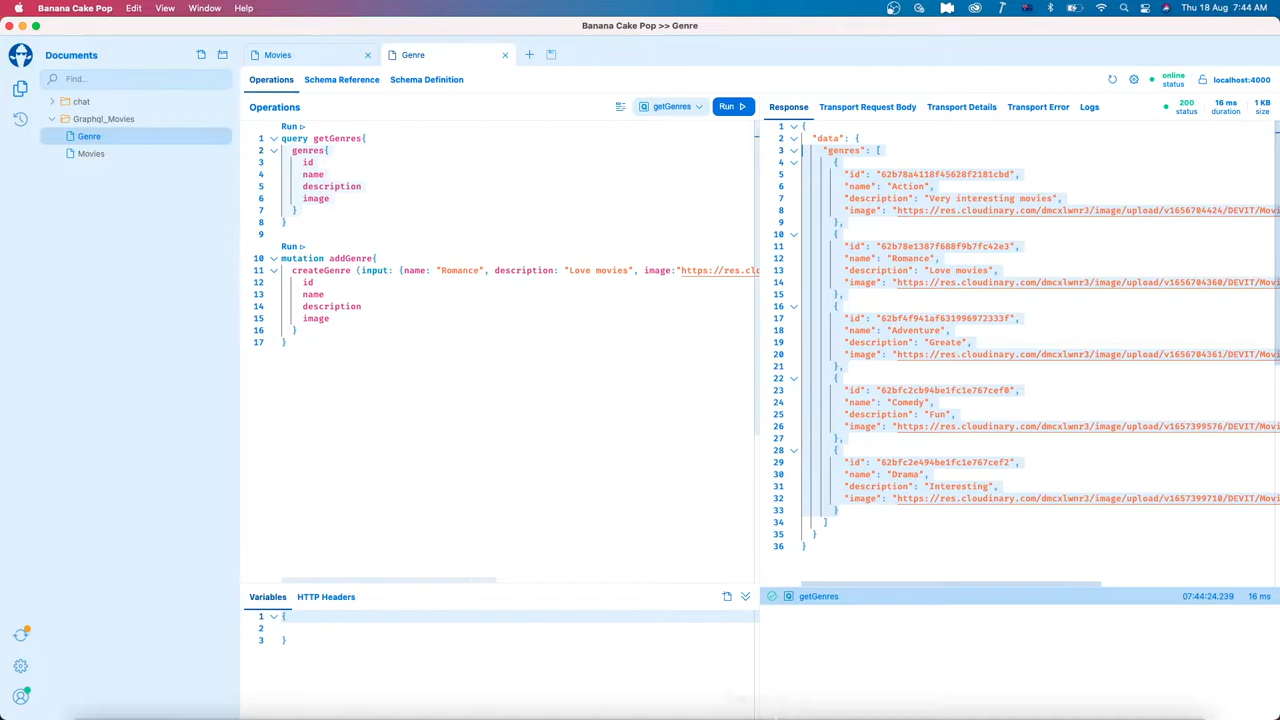 Banana Cake Pop Edit View Window Help
Thu 18 Aug 7:44 AM
Banana Cake Pop >> Genre
Documents
Find...
chat
Graphql_Movies
Genre
Movies
Movies
Genre
Operations Schema Reference Schema Definition
online
status
localhost:4000
Operations
getGenres
Run
Run
1 query getGenres{
2 genres{
3 id
4 name
5 description
6 image
7 }
8 }
9
Run
10 mutation addGenre{
11 createGenre (input: {name: "Romance", description: "Love movies", image:"https://res.clo
12 id
13 name
14 description
15 image
16 }
17 }
Variables HTTP Headers
1 {
2
3 }
Response Transport Request Body Transport Details Transport Error Logs
200
status
16 ms
duration
1 KB
size
1 {
2 "data": {
3 "genres": [
4 {
5 "id": "62b78a4118f45628f2181cbd",
6 "name": "Action",
7 "description": "Very interesting movies",
8 "image": "https://res.cloudinary.com/dmcxlwnr3/image/upload/v1656704424/DEVIT/Movi
9 },
10 {
11 "id": "62b78e1387f688f9b7fc42e3",
12 "name": "Romance",
13 "description": "Love movies",
14 "image": "https://res.cloudinary.com/dmcxlwnr3/image/upload/v1656704360/DEVIT/Movi
15 },
16 {
17 "id": "62bf4f941af631996972333f",
18 "name": "Adventure",
19 "description": "Greate",
20 "image": "https://res.cloudinary.com/dmcxlwnr3/image/upload/v1656704361/DEVIT/Movi
21 },
22 {
23 "id": "62bfc2cb94be1fc1e767cef0",
24 "name": "Comedy",
25 "description": "Fun",
26 "image": "https://res.cloudinary.com/dmcxlwnr3/image/upload/v1657399576/DEVIT/Movi
27 },
28 {
29 "id": "62bfc2e494be1fc1e767cef2",
30 "name": "Drama",
31 "description": "Interesting",
32 "image": "https://res.cloudinary.com/dmcxlwnr3/image/upload/v1657399710/DEVIT/Movi
33 }
34 ]
35 }
36 }
getGenres 07:44:24.239 16 ms